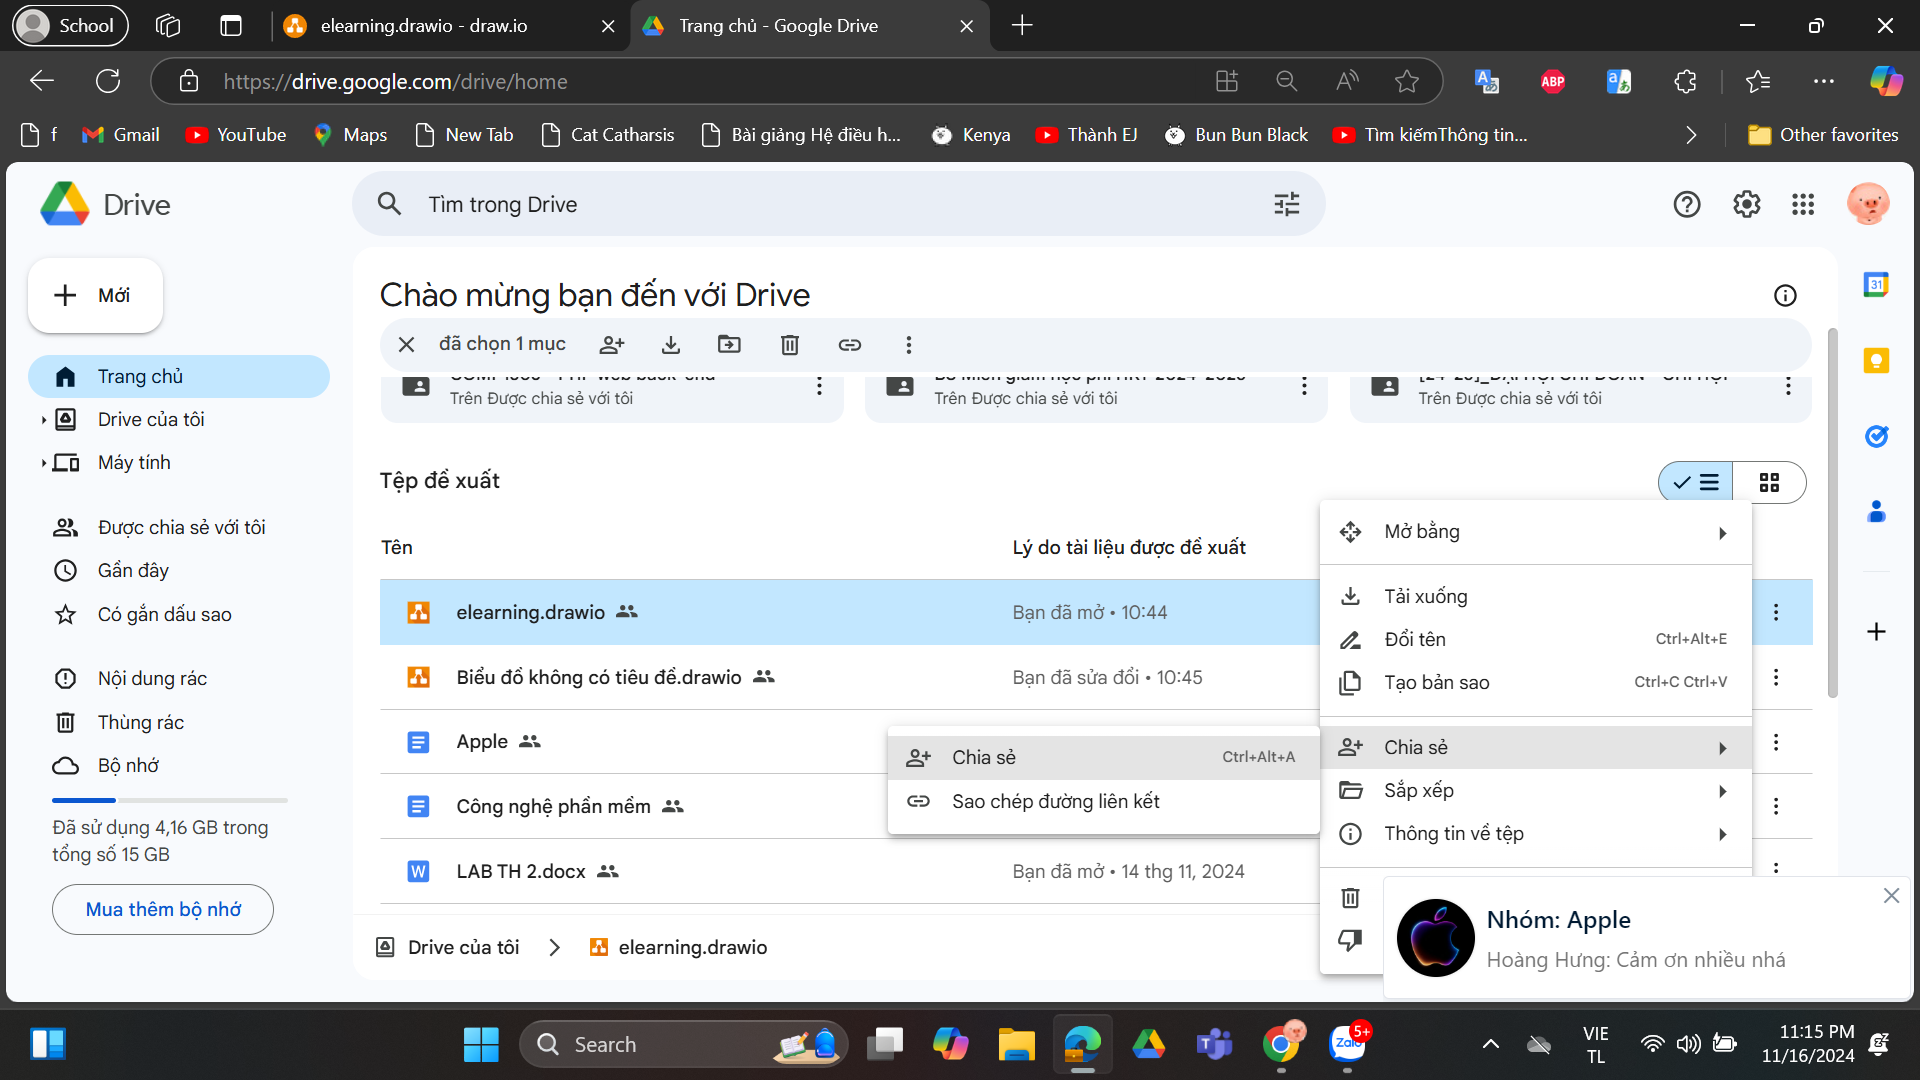 School
elearning.drawio - draw.io
Trang chủ - Google Drive
https://drive.google.com/drive/home
ABP
f
Gmail
YouTube
Maps
New Tab
Cat Catharsis
Bài giảng Hệ điều h...
Kenya
Thành EJ
Bun Bun Black
Tìm kiếmThông tin...
Other favorites
Drive
Tìm trong Drive
Mới
Chào mừng bạn đến với Drive
đã chọn 1 mục
Trang chủ
Drive của tôi
Máy tính
Được chia sẻ với tôi
Gần đây
Có gắn dấu sao
Nội dung rác
Thùng rác
Bộ nhớ
Đã sử dụng 4,16 GB trong
tổng số 15 GB
Mua thêm bộ nhớ
Trên Được chia sẻ với tôi
Trên Được chia sẻ với tôi
Trên Được chia sẻ với tôi
Tệp đề xuất
Tên
Lý do tài liệu được đề xuất
elearning.drawio
Bạn đã mở • 10:44
Biểu đồ không có tiêu đề.drawio
Bạn đã sửa đổi • 10:45
Apple
Công nghệ phần mềm
LAB TH 2.docx
Bạn đã mở • 14 thg 11, 2024
Drive của tôi
elearning.drawio
Mở bằng
Tải xuống
Đổi tên Ctrl+Alt+E
Tạo bản sao Ctrl+C Ctrl+V
Chia sẻ
Sắp xếp
Thông tin về tệp
Chia sẻ Ctrl+Alt+A
Sao chép đường liên kết
31
Nhóm: Apple
Hoàng Hưng: Cảm ơn nhiều nhá
Search
Zalo
5+
VIE
TL
11:15 PM
11/16/2024